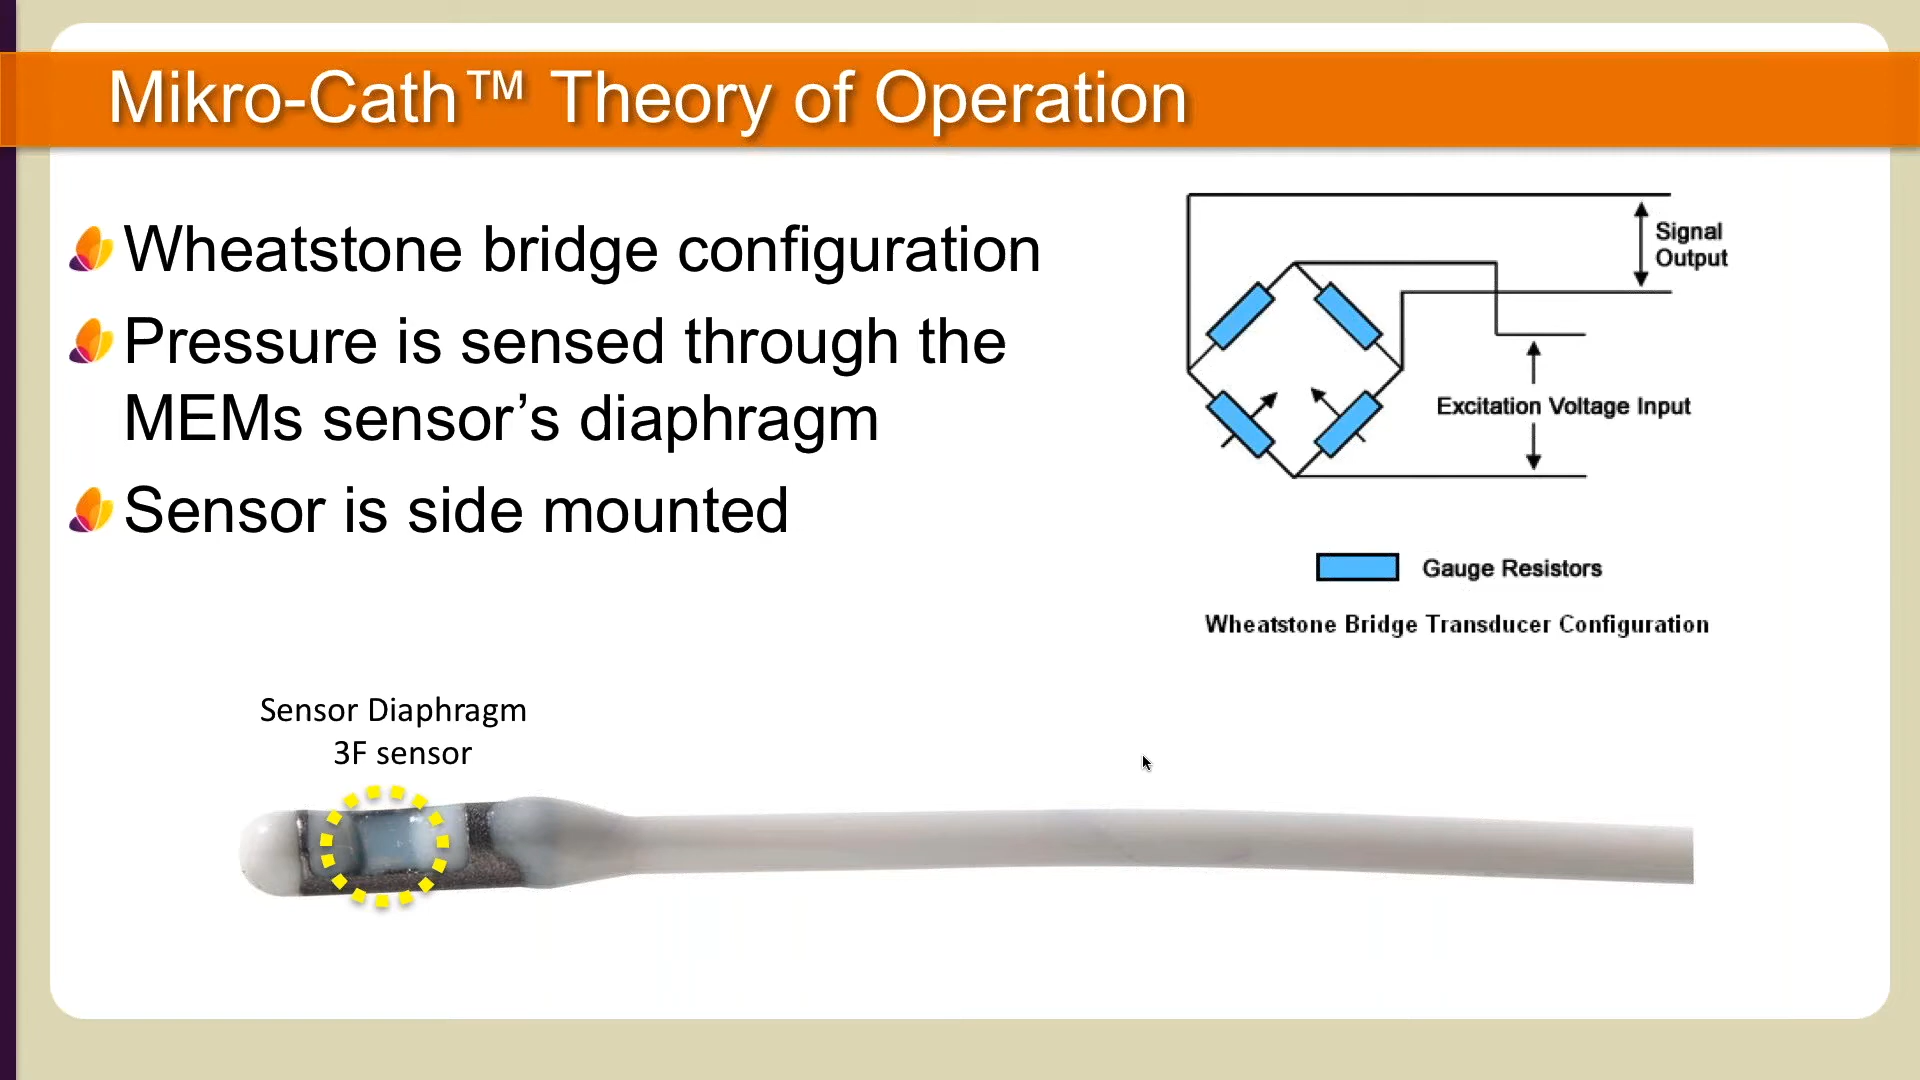 Mikro-Cath™ Theory of Operation
Wheatstone bridge configuration
Pressure is sensed through the
MEMs sensor’s diaphragm
Sensor is side mounted
Signal
Output
Excitation Voltage Input
Gauge Resistors
Wheatstone Bridge Transducer Configuration
Sensor Diaphragm
3F sensor